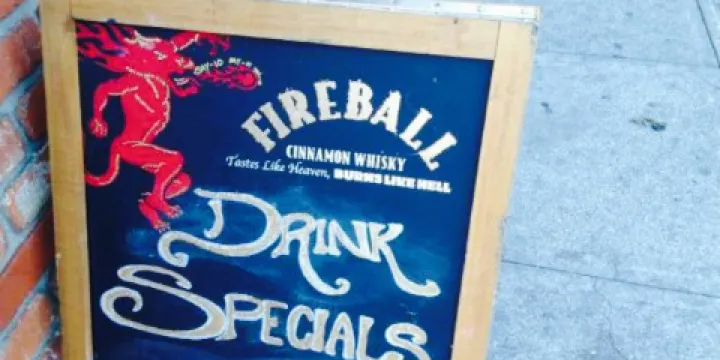 FIREBALL
CINNAMON WHISKY
Tastes Like Heaven, BURNS LIKE HELL
DRINK
SPECIALS